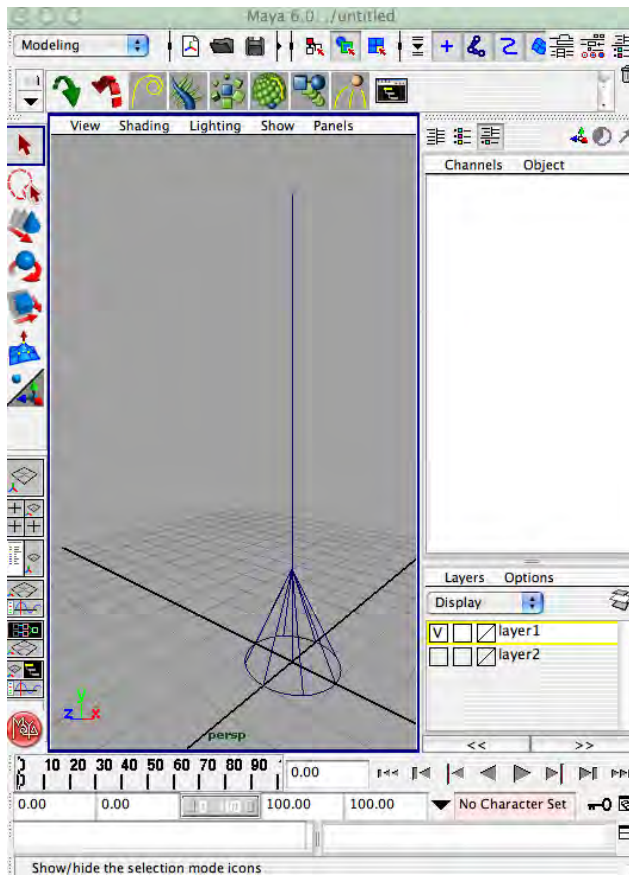 Maya 6.0: ./untitled
Modeling
View Shading Lighting Show Panels
Channels Object
persp
y
z x
Layers Options
Display
V layer1
layer2
<< >>
0 10 20 30 40 50 60 70 80 90
0.00
0.00 0.00 100.00 100.00 No Character Set
Show/hide the selection mode icons